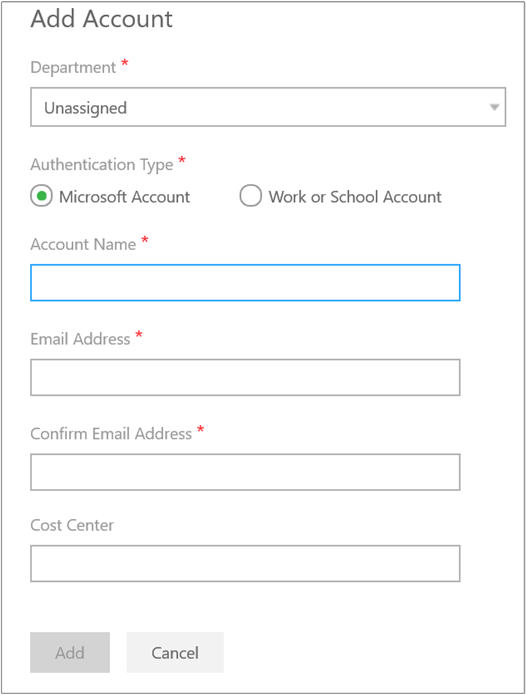 Add Account
Department *
Unassigned
Authentication Type *
Microsoft Account Work or School Account
Account Name *
Email Address *
Confirm Email Address *
Cost Center
Add Cancel